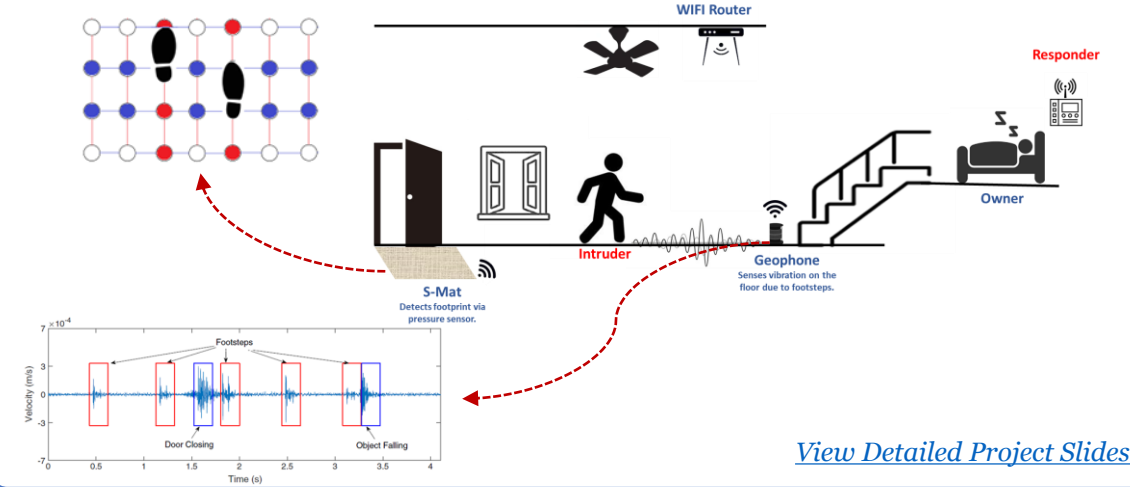 WIFI Router
Responder
Z
Z
Owner
Intruder
Geophone
Senses vibration on the
floor due to footsteps.
S-Mat
Detects footprint via
pressure sensor.
×10⁻⁴
7
3
0
-3
-7
Velocity (m/s)
Footsteps
Door Closing
Object Falling
0 0.5 1 1.5 2 2.5 3 3.5 4
Time (s)
View Detailed Project Slides